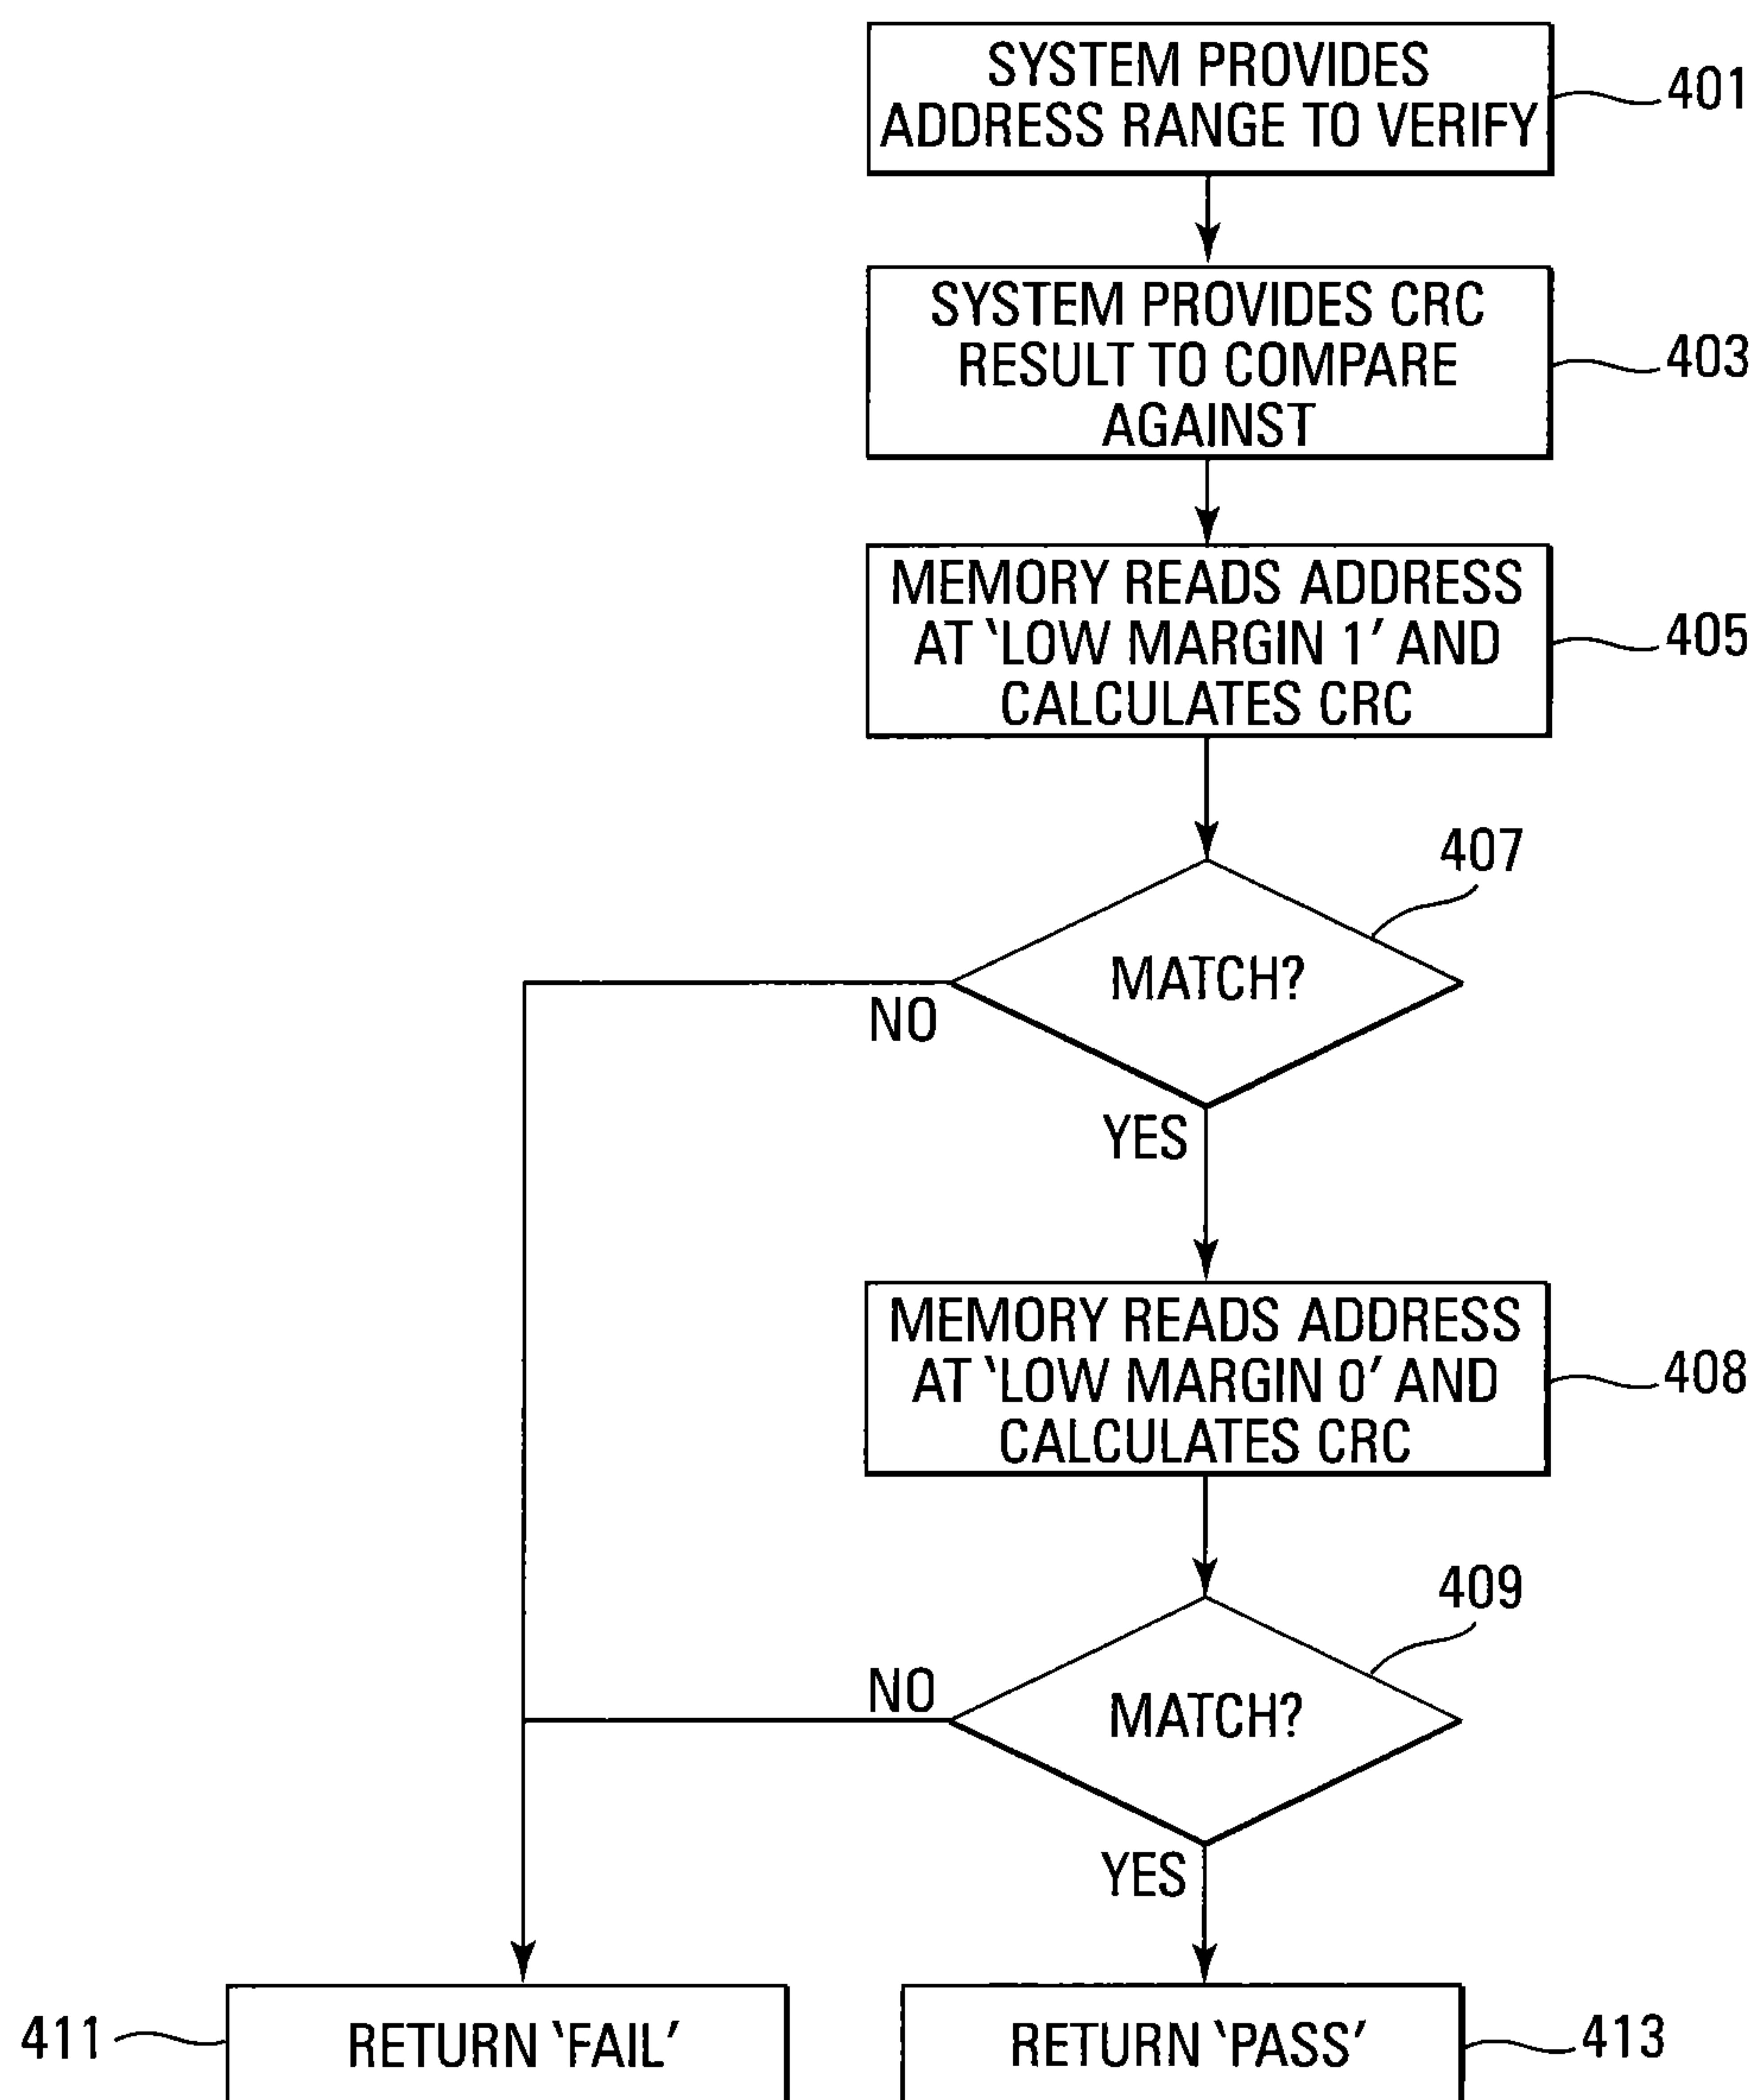 SYSTEM PROVIDES
ADDRESS RANGE TO VERIFY
401
SYSTEM PROVIDES CRC
RESULT TO COMPARE
AGAINST
403
MEMORY READS ADDRESS
AT 'LOW MARGIN 1' AND
CALCULATES CRC
405
407
MATCH?
NO
YES
MEMORY READS ADDRESS
AT 'LOW MARGIN 0' AND
CALCULATES CRC
408
409
MATCH?
NO
YES
411
RETURN 'FAIL'
RETURN 'PASS'
413